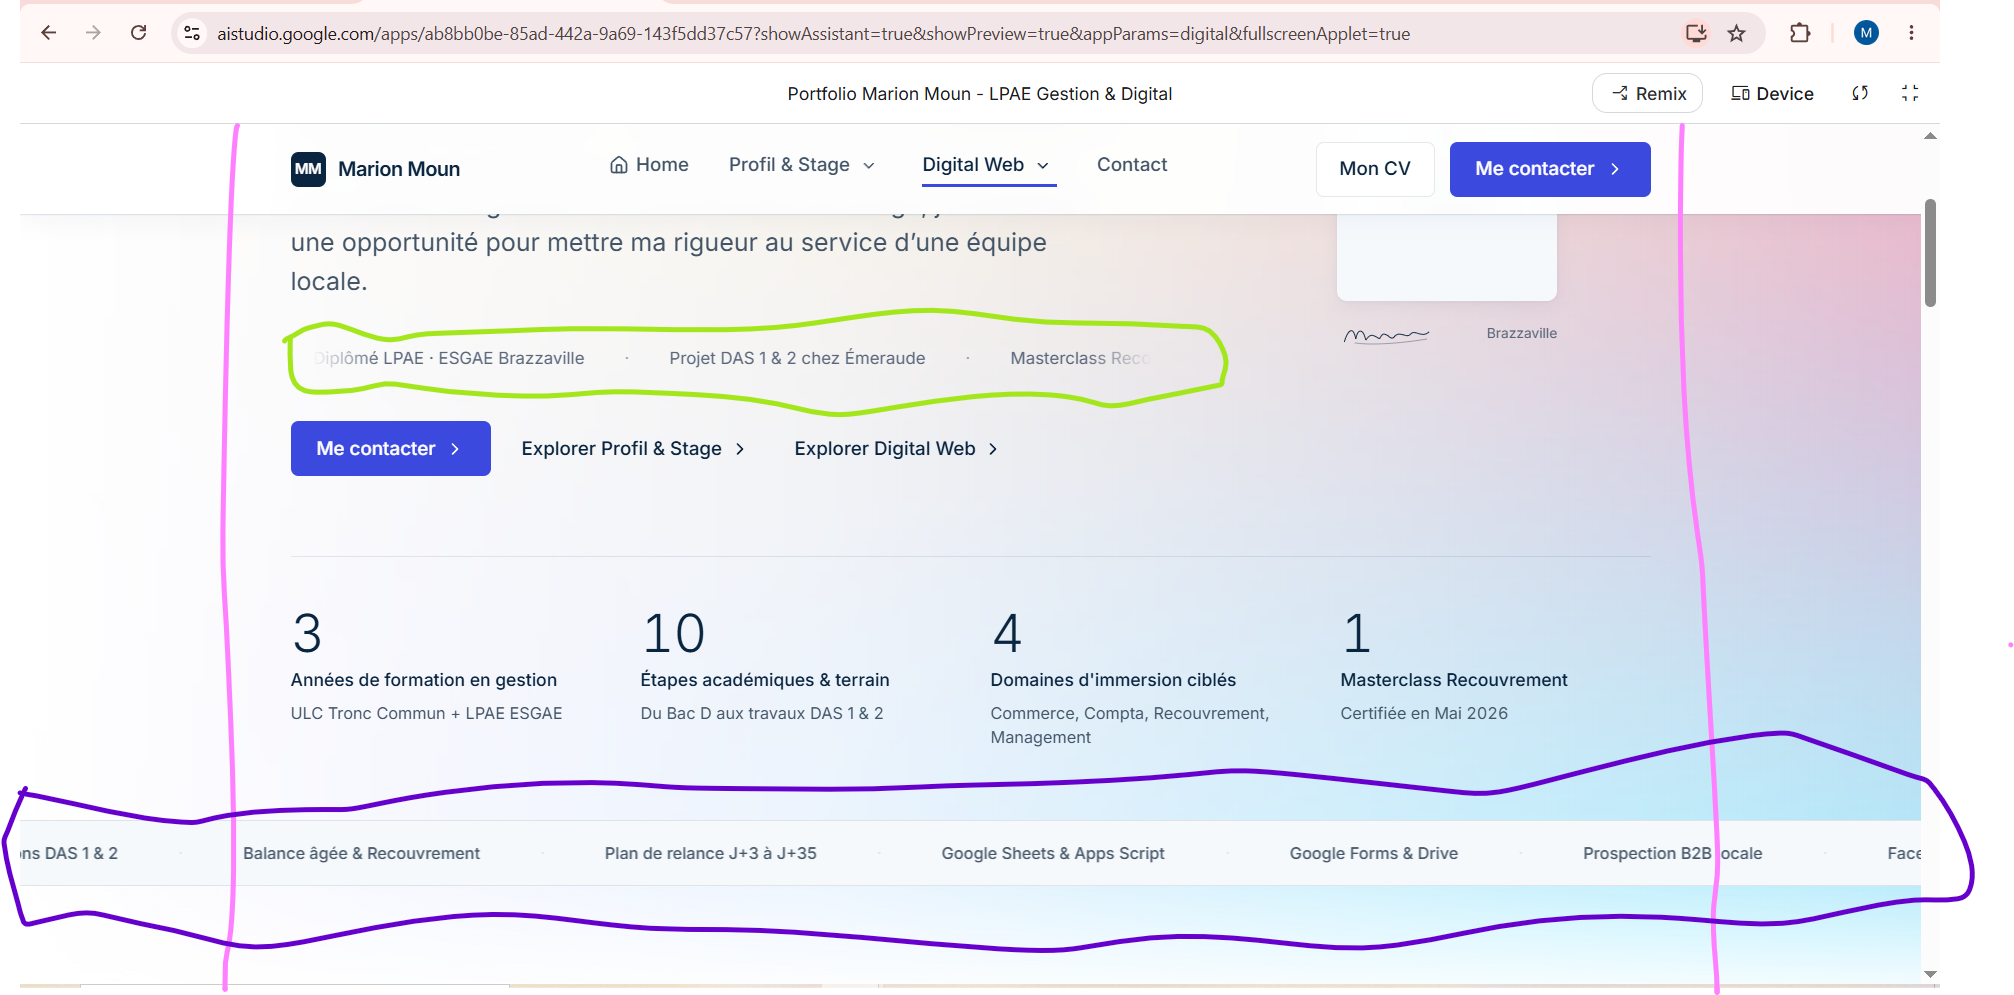 aistudio.google.com/apps/ab8bb0be-85ad-442a-9a69-143f5dd37c57?showAssistant=true&showPreview=true&appParams=digital&fullscreenApplet=true
M
Portfolio Marion Moun - LPAE Gestion & Digital
Remix
Device
MM Marion Moun
Home
Profil & Stage
Digital Web
Contact
Mon CV
Me contacter
une opportunité pour mettre ma rigueur au service d’une équipe
locale.
Brazzaville
Diplômé LPAE · ESGAE Brazzaville · Projet DAS 1 & 2 chez Émeraude · Masterclass Reco
Me contacter
Explorer Profil & Stage
Explorer Digital Web
3
Années de formation en gestion
ULC Tronc Commun + LPAE ESGAE
10
Étapes académiques & terrain
Du Bac D aux travaux DAS 1 & 2
4
Domaines d'immersion ciblés
Commerce, Compta, Recouvrement,
Management
1
Masterclass Recouvrement
Certifiée en Mai 2026
ns DAS 1 & 2 · Balance âgée & Recouvrement · Plan de relance J+3 à J+35 · Google Sheets & Apps Script · Google Forms & Drive · Prospection B2B locale · Face